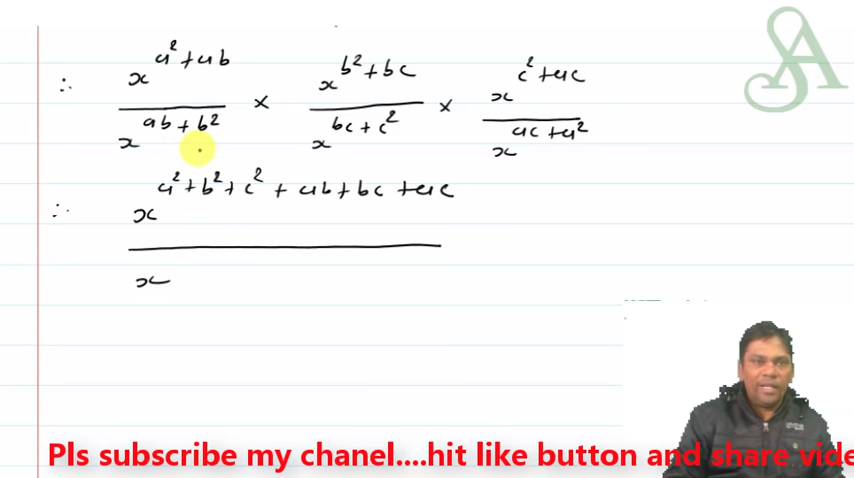 ∴ x^(a²+ab) / x^(ab+b²) × x^(b²+bc) / x^(bc+c²) × x^(c²+ac) / x^(ac+a²)
∴ x^(a²+b²+c²+ab+bc+ac) / x
Pls subscribe my chanel....hit like button and share vide